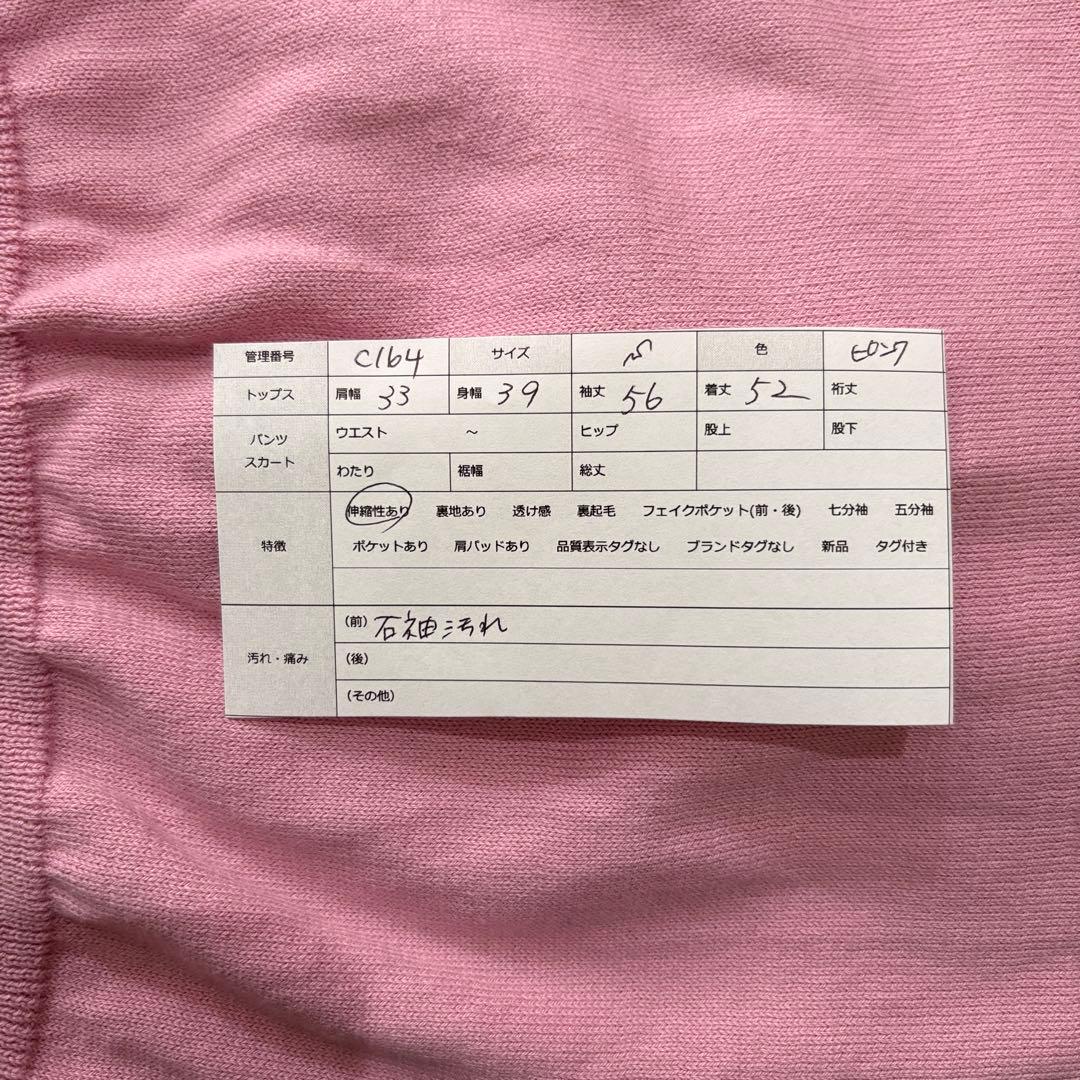 管理番号 C164 サイズ 色 ピンク
トップス 肩幅 33 身幅 39 袖丈 56 着丈 52 裄丈
パンツ スカート ウエスト ～ ヒップ 股上 股下
わたり 裾幅 総丈
特徴 伸縮性あり 裏地あり 透け感 裏起毛 フェイクポケット(前・後) 七分袖 五分袖
ポケットあり 肩パッドあり 品質表示タグなし ブランドタグなし 新品 タグ付き
汚れ・痛み (前) 右袖汚れ
(後)
(その他)